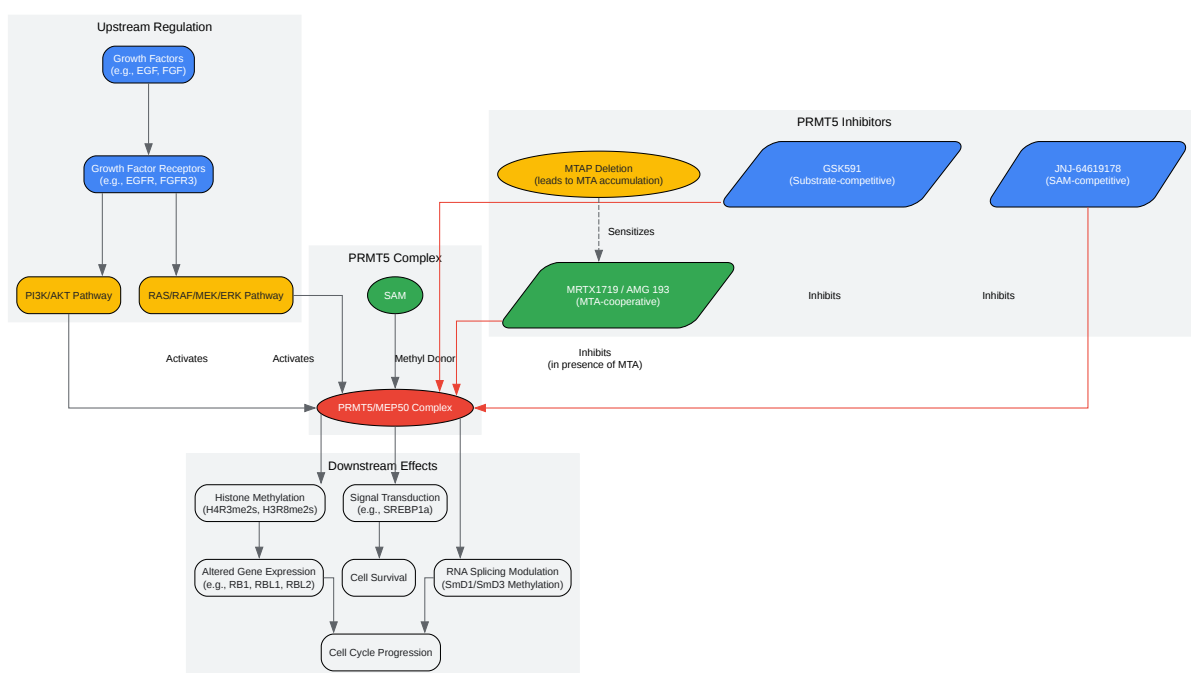 Upstream Regulation
Growth Factors
(e.g., EGF, FGF)
Growth Factor Receptors
(e.g., EGFR, FGFR3)
PI3K/AKT Pathway
RAS/RAF/MEK/ERK Pathway
PRMT5 Inhibitors
MTAP Deletion
(leads to MTA accumulation)
GSK591
(Substrate-competitive)
JNJ-64619178
(SAM-competitive)
Sensitizes
MRTX1719 / AMG 193
(MTA-cooperative)
Inhibits
Inhibits
PRMT5 Complex
SAM
Activates
Activates
Methyl Donor
Inhibits
(in presence of MTA)
PRMT5/MEP50 Complex
Downstream Effects
Histone Methylation
(H4R3me2s, H3R8me2s)
Signal Transduction
(e.g., SREBP1a)
Altered Gene Expression
(e.g., RB1, RBL1, RBL2)
Cell Survival
RNA Splicing Modulation
(SmD1/SmD3 Methylation)
Cell Cycle Progression